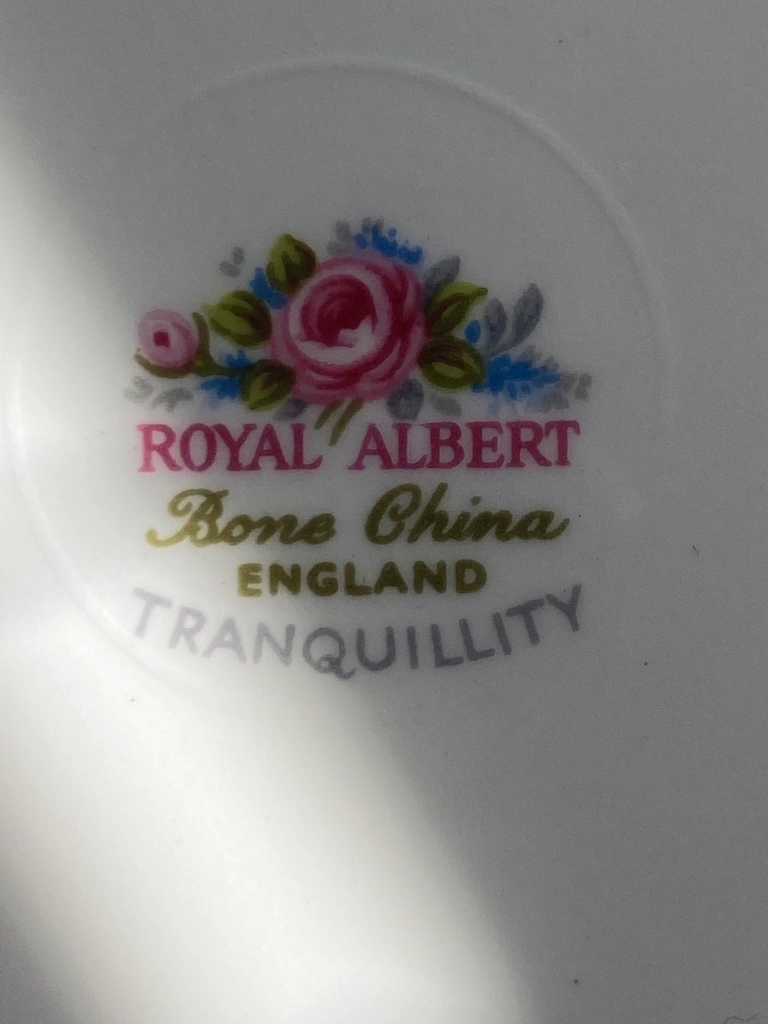 ROYAL ALBERT
Bone China
ENGLAND
TRANQUILLITY